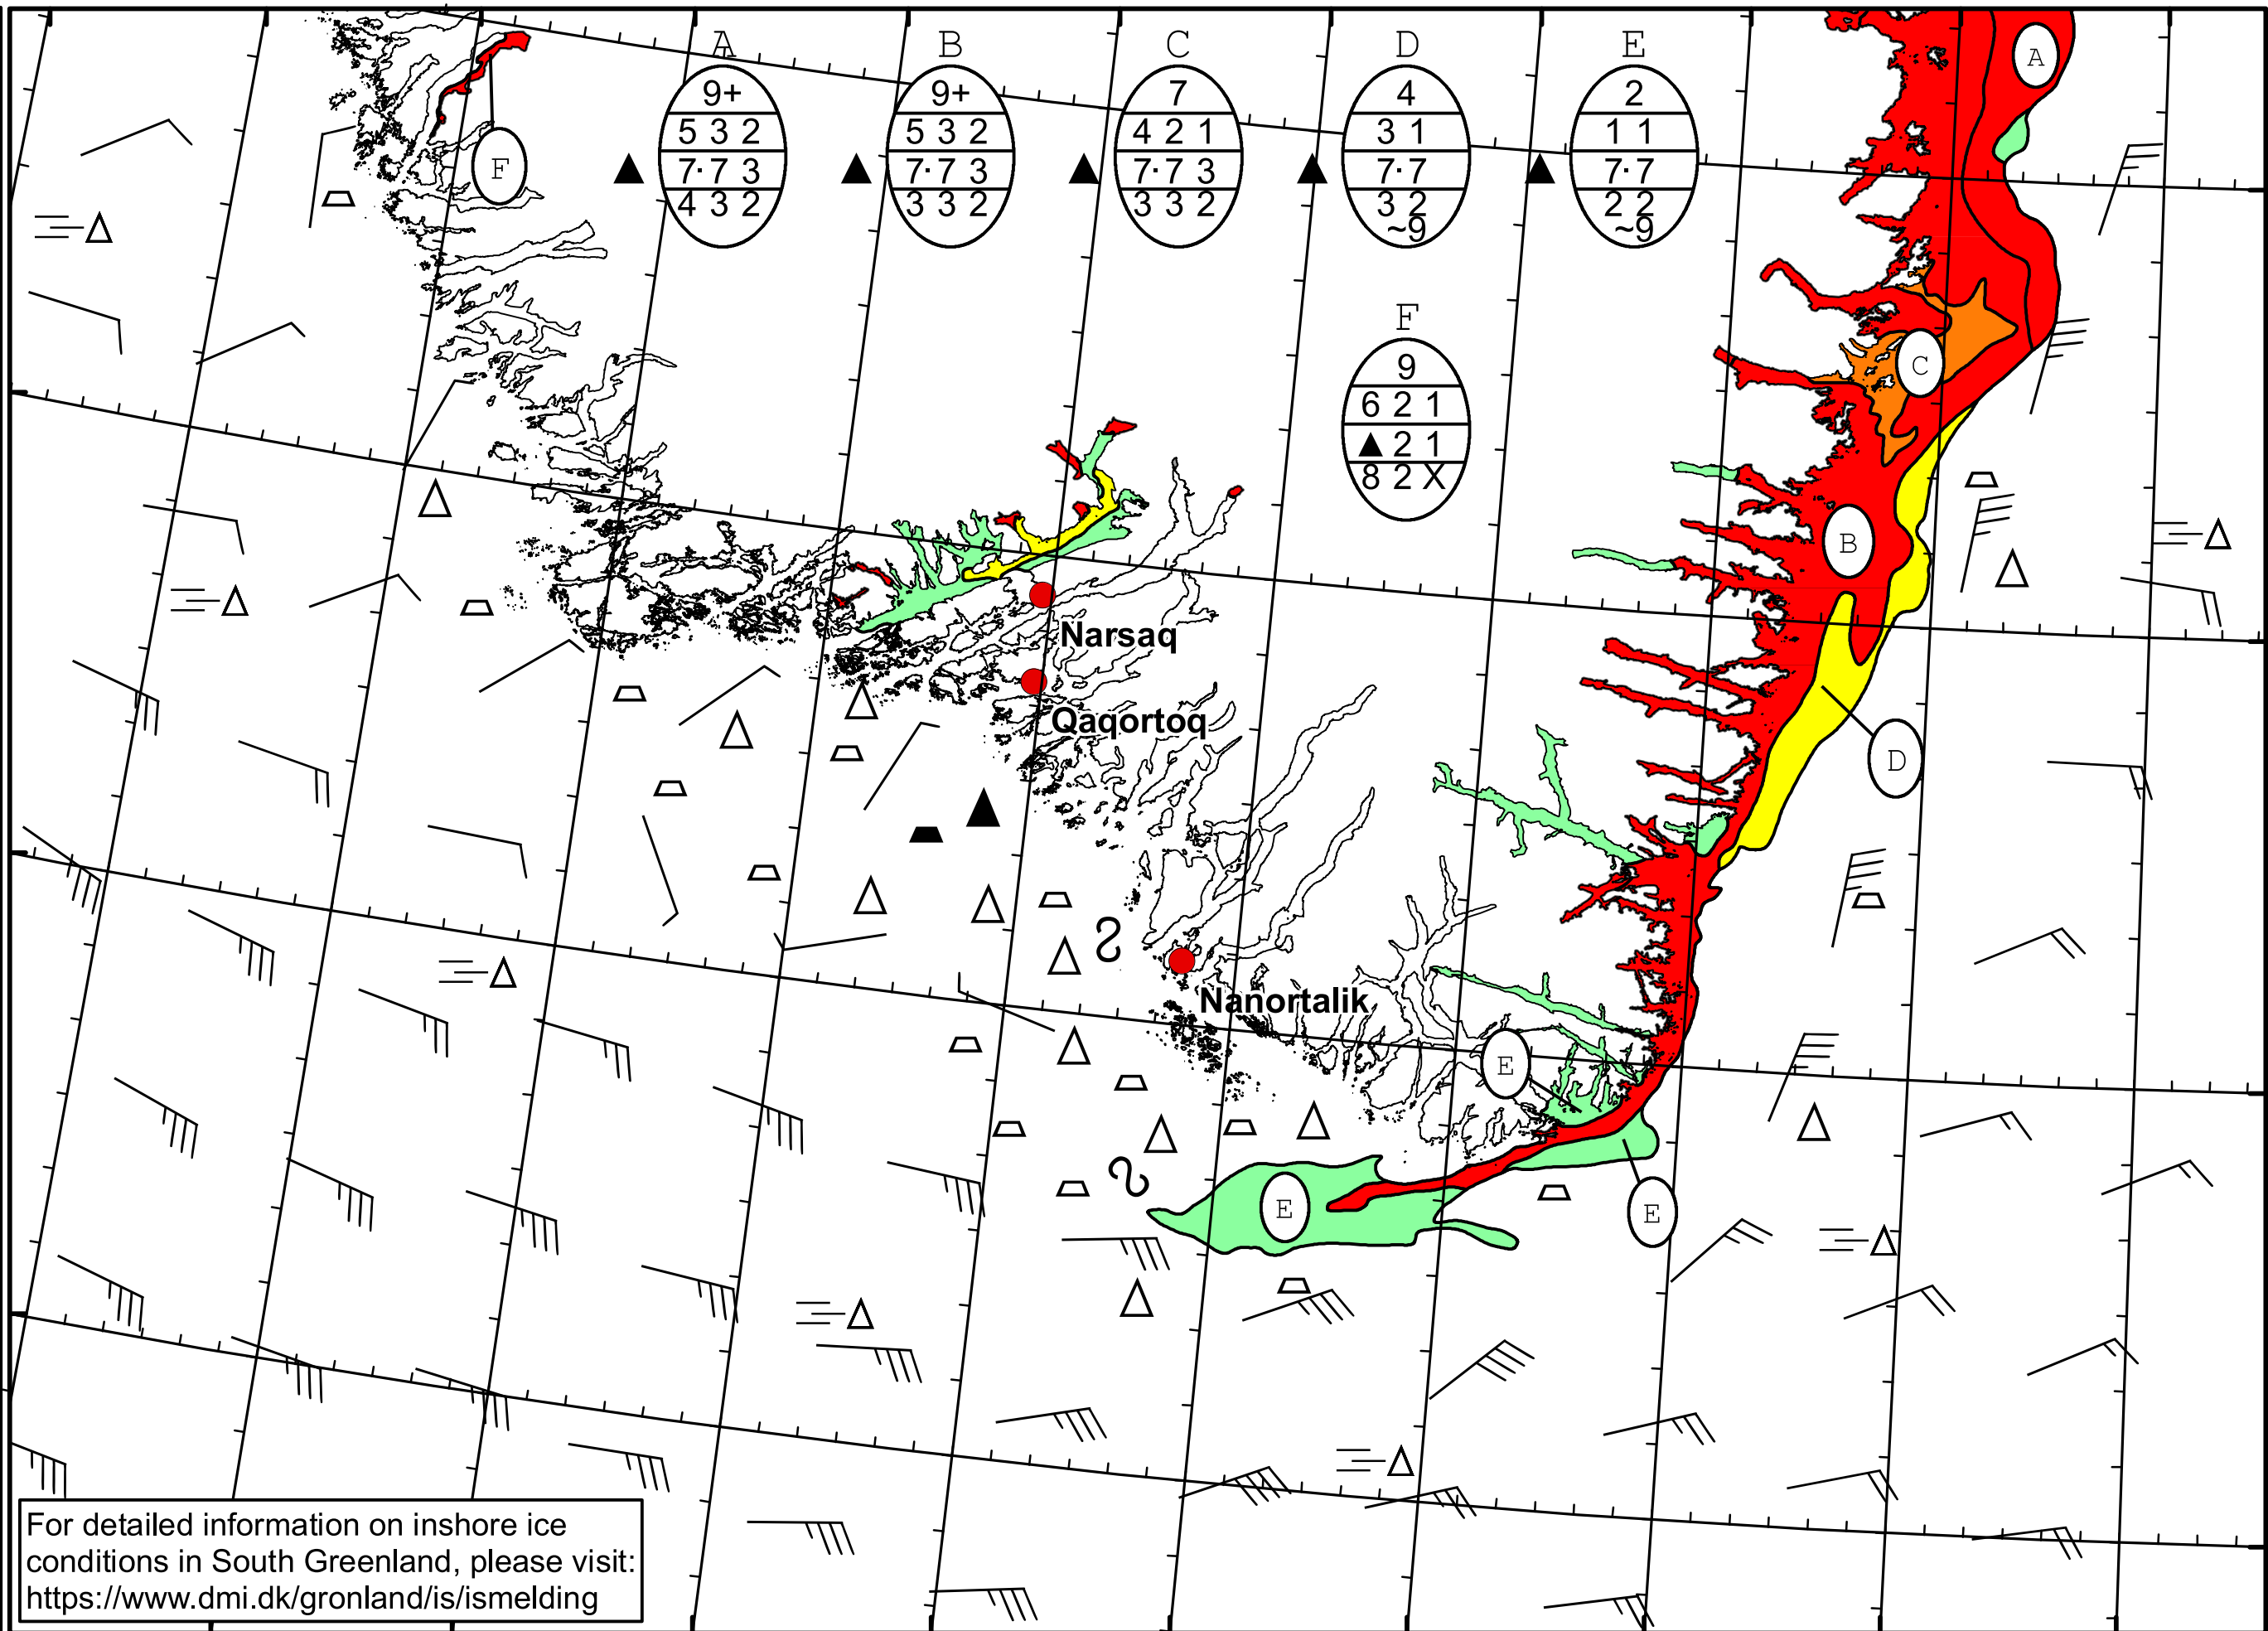 A B C D E
9+ 9+ 7 4 2
5 3 2 5 3 2 4 2 1 3 1 1 1
▲ 7·7 3 ▲ 7·7 3 ▲ 7·7 3 ▲ 7·7 ▲ 7·7
4 3 2 3 3 2 3 3 2 3 2 2 2
~9 ~9
A
F
F
9
6 2 1
▲ 2 1
8 2 X
C
B
Narsaq
Qaqortoq
D
Nanortalik
E
E
E
For detailed information on inshore ice
conditions in South Greenland, please visit:
https://www.dmi.dk/gronland/is/ismelding